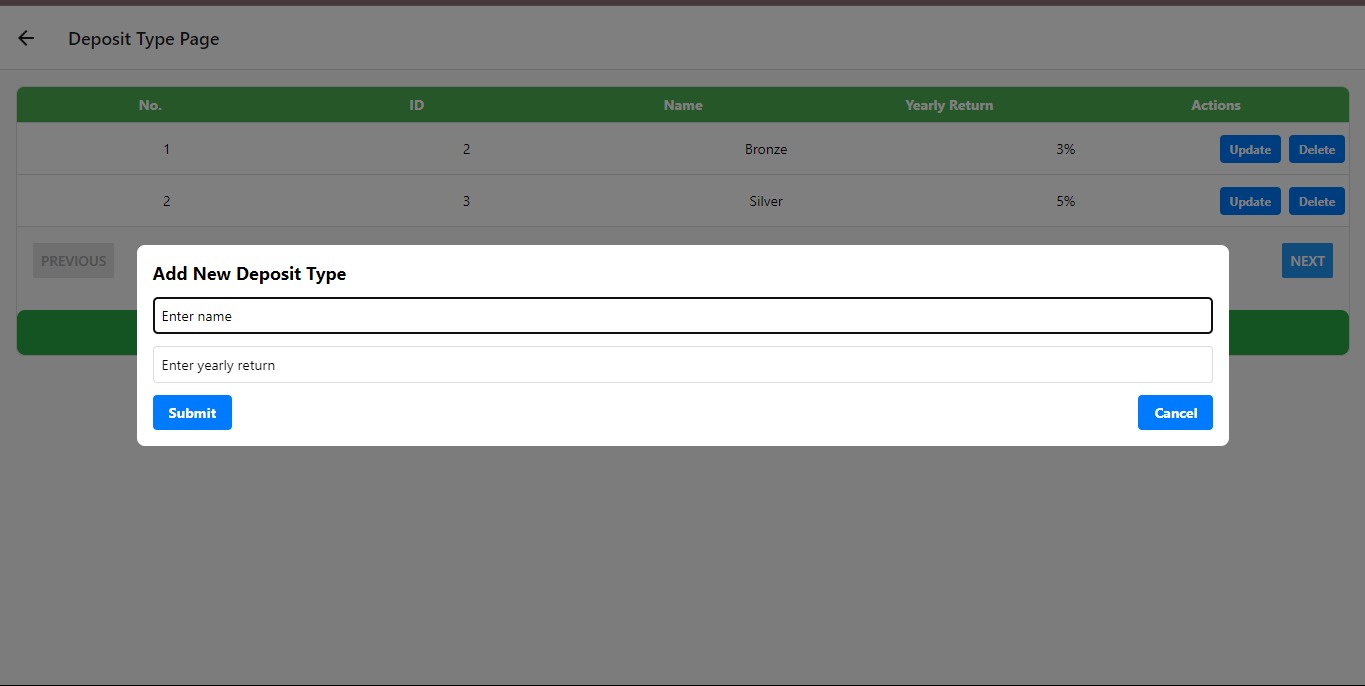 Deposit Type Page
No. ID Name Yearly Return Actions
1 2 Bronze 3% Update Delete
2 3 Silver 5% Update Delete
PREVIOUS NEXT
Add New Deposit Type
Enter name
Enter yearly return
Submit Cancel